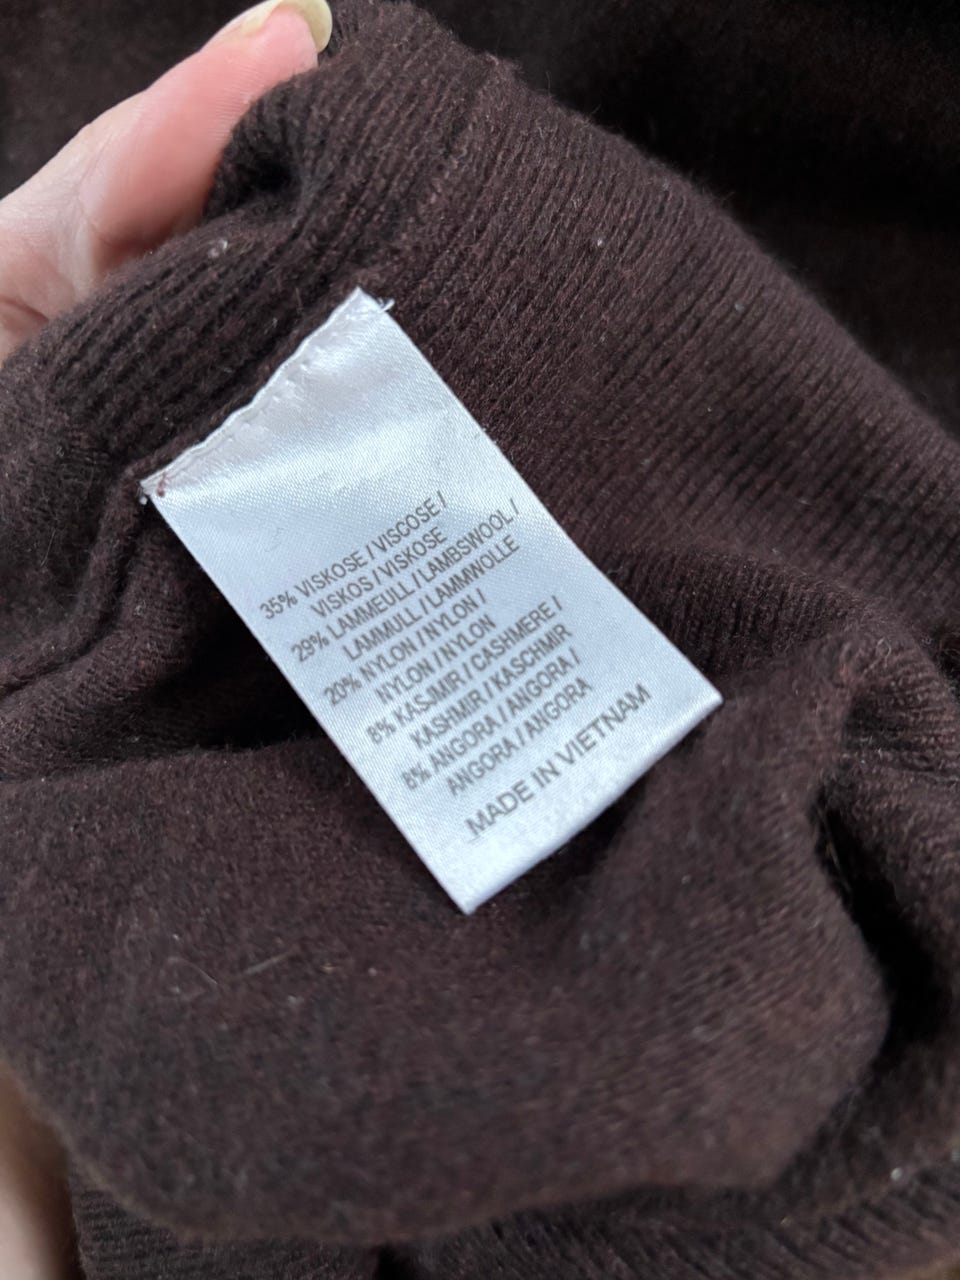 35% VISKOSE / VISCOSE /
VISKOS / VISKOSE
29% LAMMEULL / LAMBSWOOL /
LAMMULL / LAMMWOLLE
20% NYLON / NYLON /
NYLON / NYLON
8% KASJMIR / CASHMERE /
KASHMIR / KASCHMIR
8% ANGORA / ANGORA /
ANGORA / ANGORA
MADE IN VIETNAM